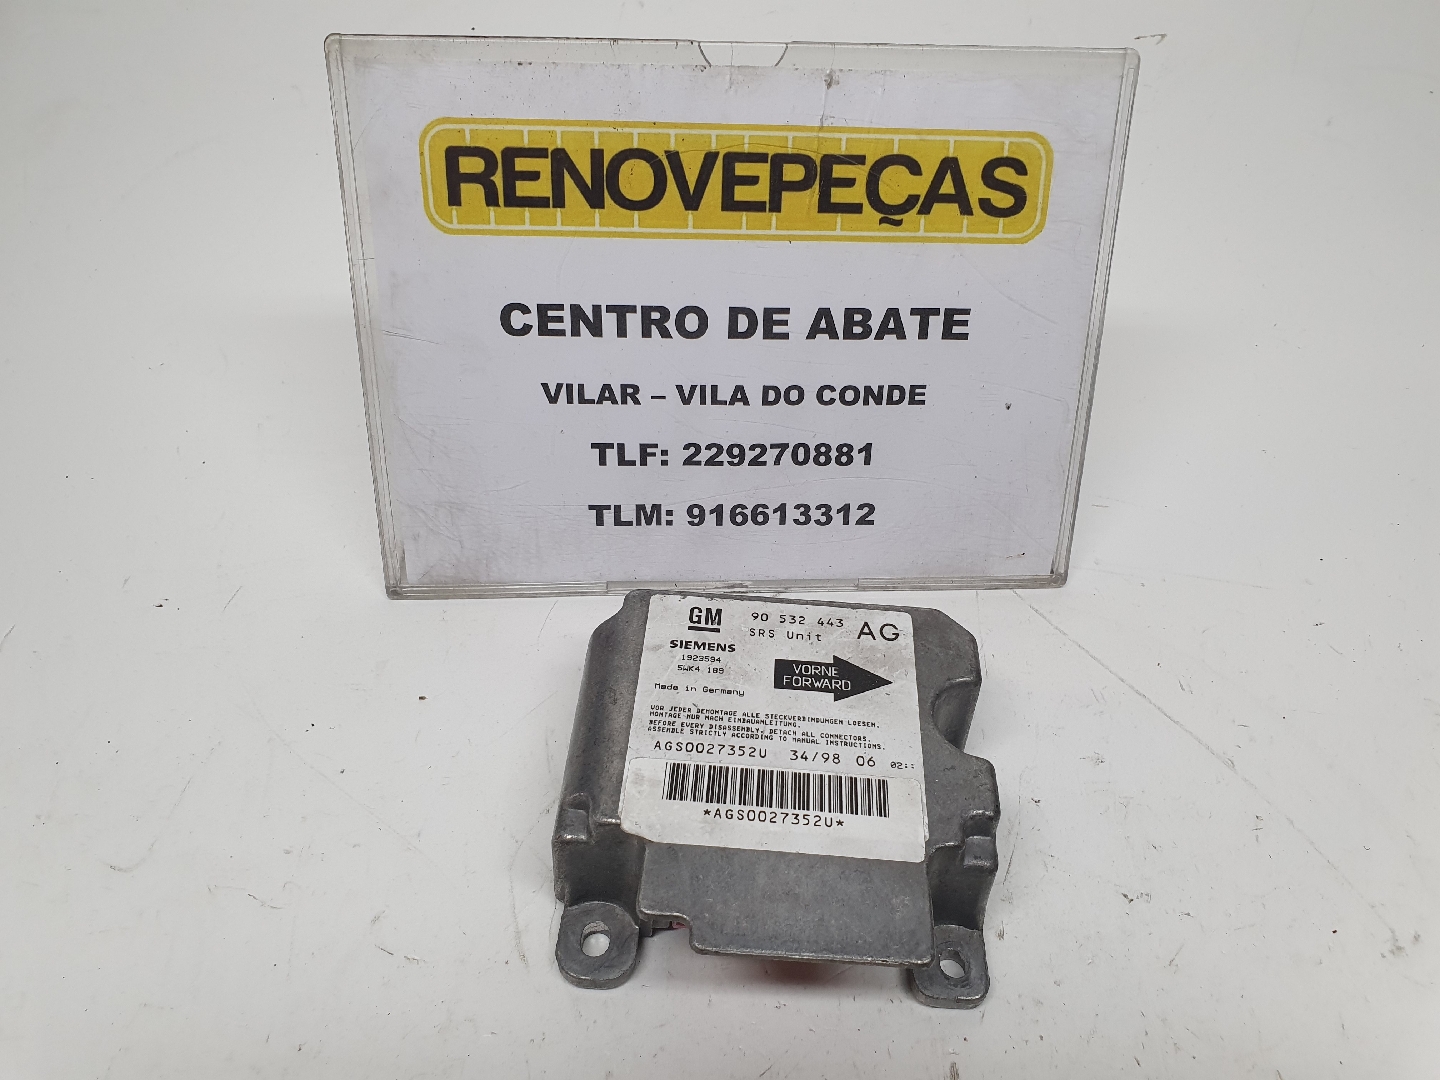 RENOVEPEÇAS
CENTRO DE ABATE
VILAR – VILA DO CONDE
TLF: 229270881
TLM: 916613312
GM 90 532 443 AG
SRS Unit
SIEMENS
1923594
5WK4 189
VORNE
FORWARD
Made in Germany
VOR JEDER DEMONTAGE ALLE STECKVERBINDUNGEN LOESEN.
MONTAGE NUR NACH EINBAUANLEITUNG.
BEFORE EVERY DISASSEMBLY, DETACH ALL CONNECTORS.
ASSEMBLE STRICTLY ACCORDING TO MANUAL INSTRUCTIONS.
AGS0027352U 34/98 06 02::
*AGS0027352U*